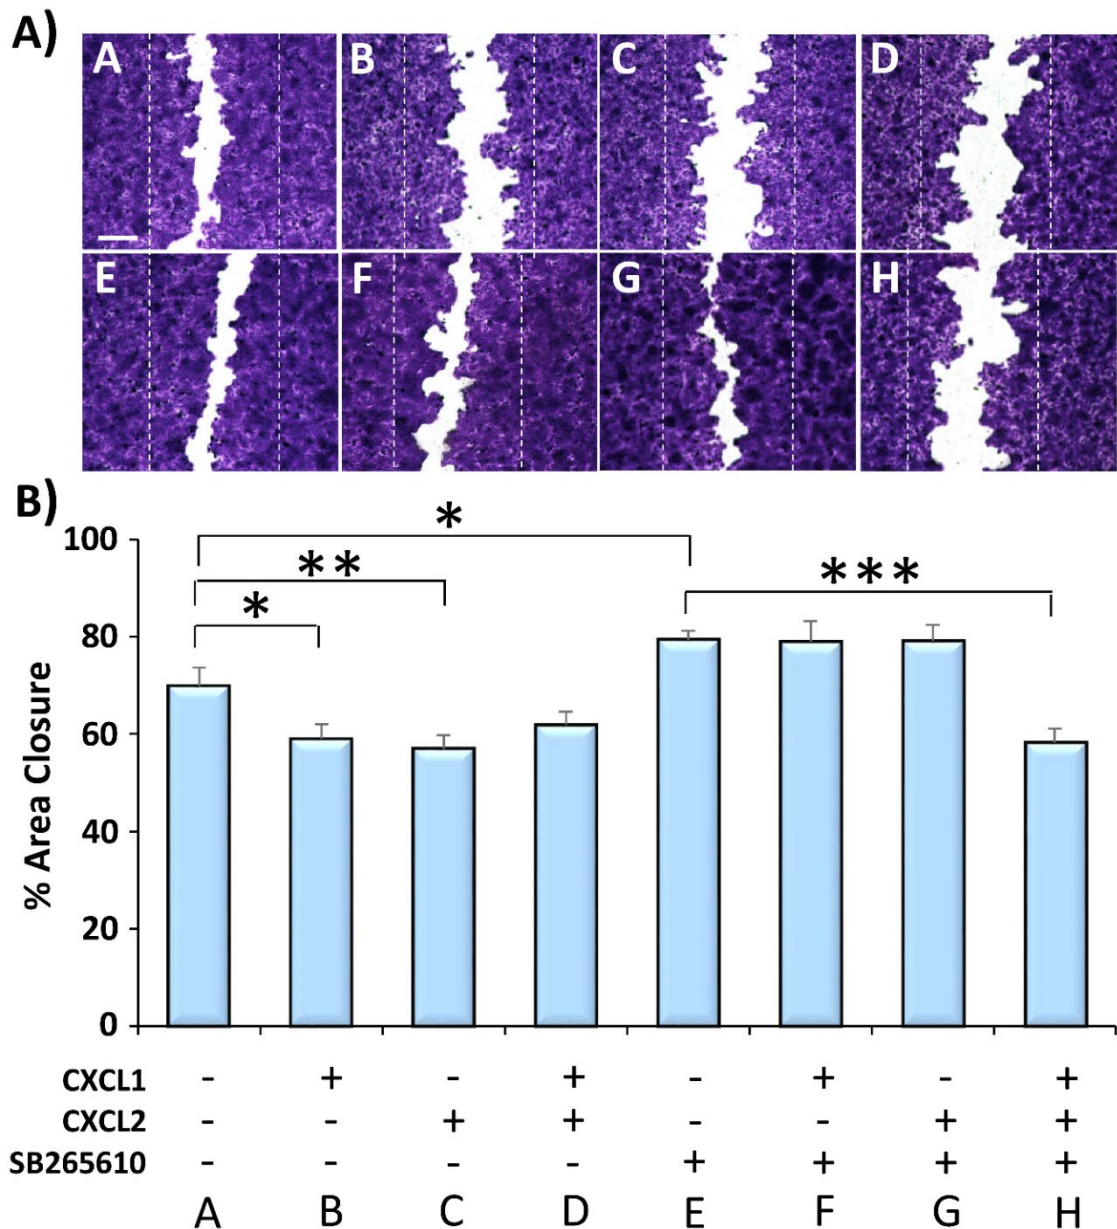 A)
A B C D
E F G H
B)
* 
**
*
***
100
80
60
40
20
0
% Area Closure
CXCL1 - + - + - + - +
CXCL2 - - + + - - + +
SB265610 - - - - + + + +
A B C D E F G H